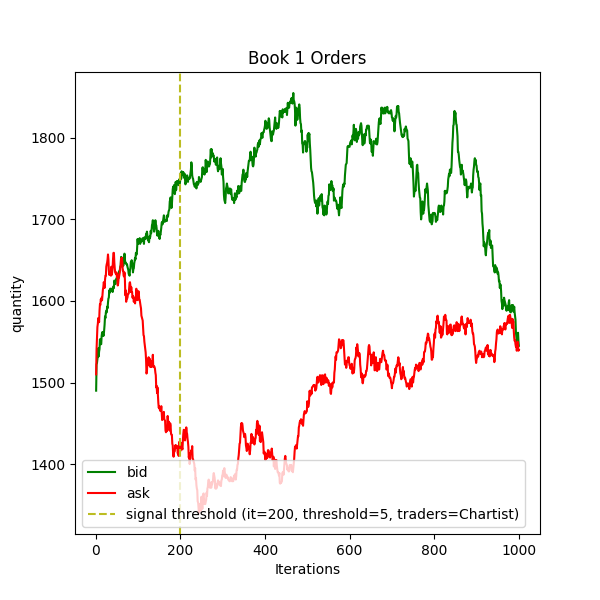 Book 1 Orders
quantity
1800
1700
1600
1500
1400
bid
ask
signal threshold (it=200, threshold=5, traders=Chartist)
0 200 400 600 800 1000
Iterations